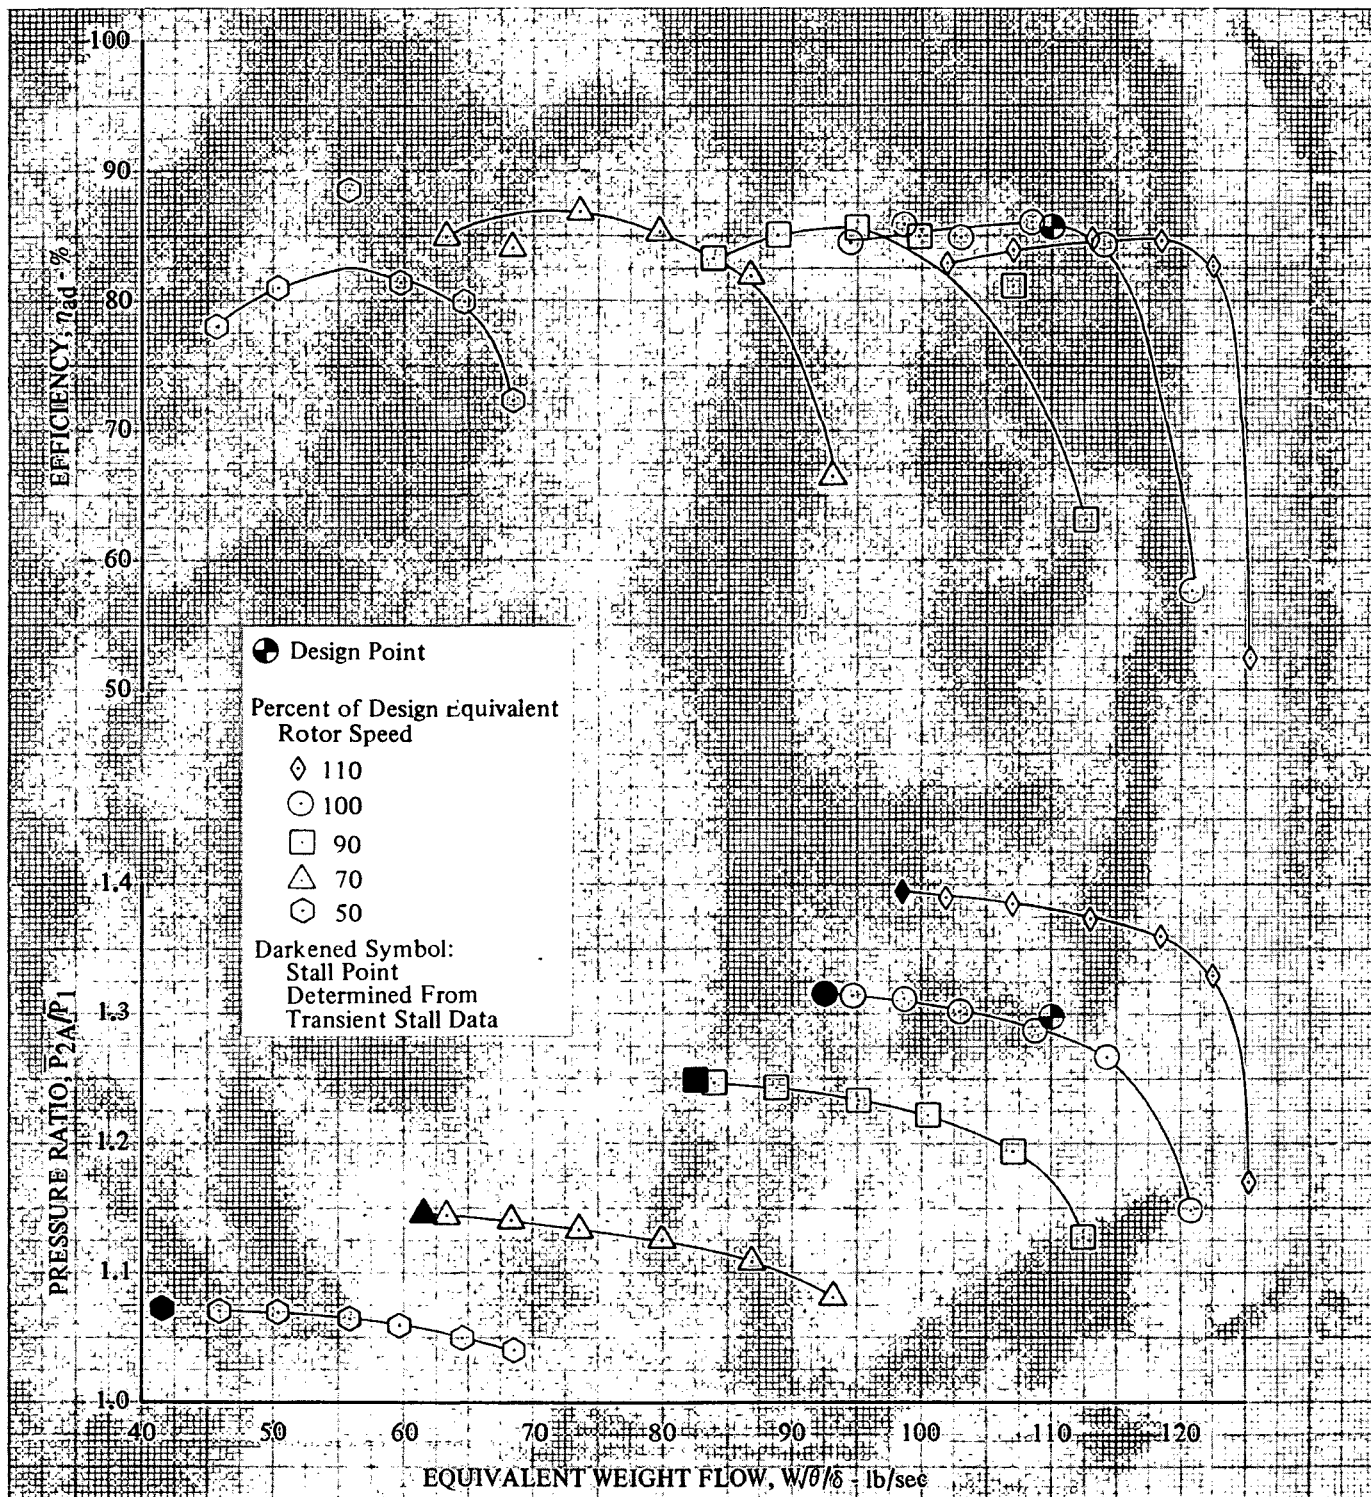 100
90
80
70
60
50
EFFICIENCY, ηad - %
Design Point
Percent of Design Equivalent
Rotor Speed
110
100
90
70
50
Darkened Symbol:
Stall Point
Determined From
Transient Stall Data
1.4
1.3
1.2
1.1
1.0
PRESSURE RATIO, P2A/P1
40 50 60 70 80 90 100 110 120
EQUIVALENT WEIGHT FLOW, W√θ/δ - lb/sec